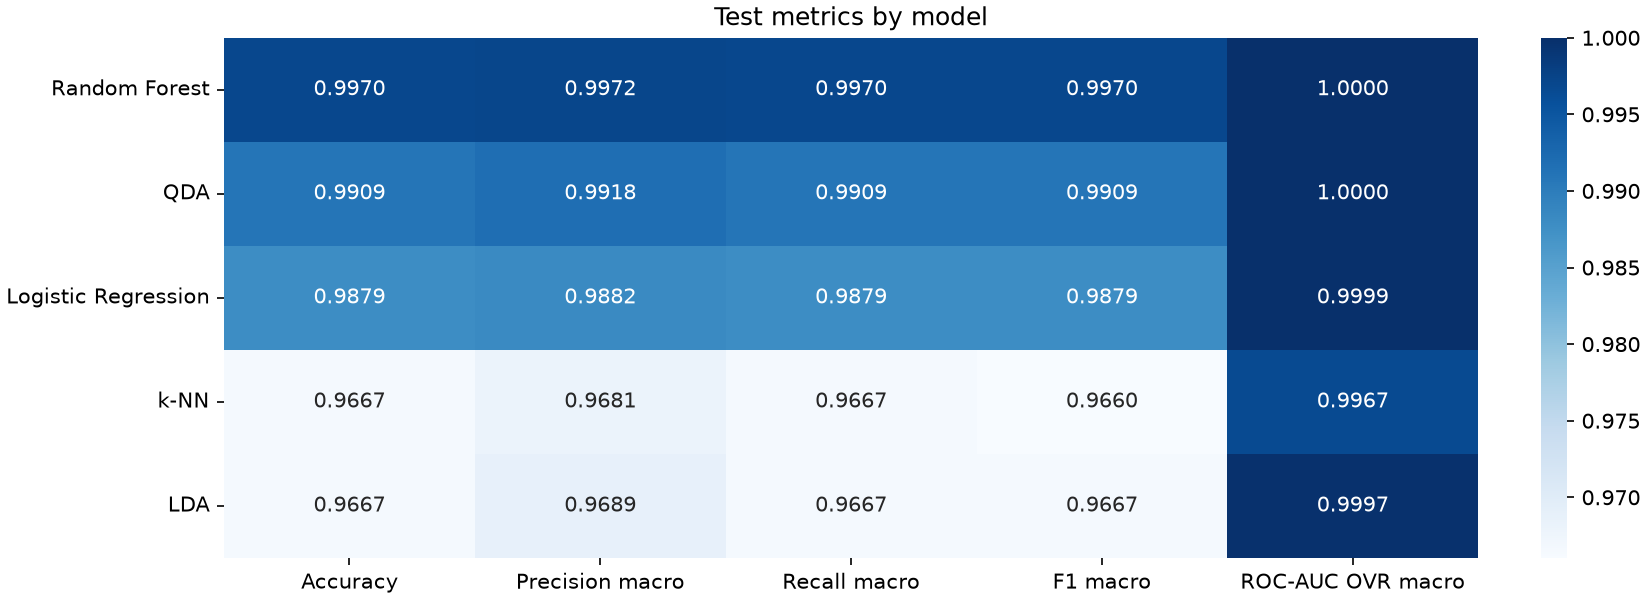 Test metrics by model
Random Forest 0.9970 0.9972 0.9970 0.9970 1.0000
QDA 0.9909 0.9918 0.9909 0.9909 1.0000
Logistic Regression 0.9879 0.9882 0.9879 0.9879 0.9999
k-NN 0.9667 0.9681 0.9667 0.9660 0.9967
LDA 0.9667 0.9689 0.9667 0.9667 0.9997
Accuracy Precision macro Recall macro F1 macro ROC-AUC OVR macro
1.000
0.995
0.990
0.985
0.980
0.975
0.970